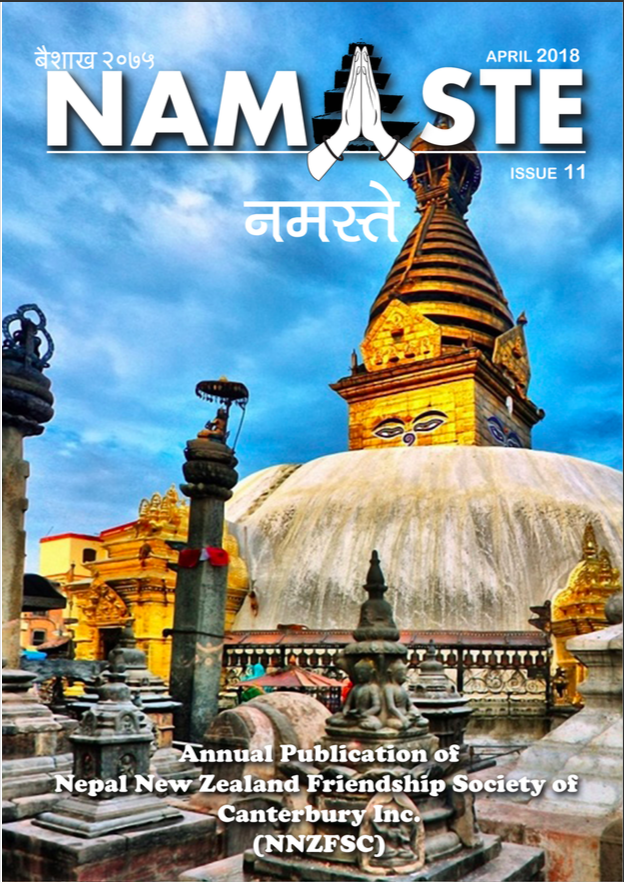 बैशाख २०७५
APRIL 2018
NAMASTE
ISSUE 11
नमस्ते
Annual Publication of
Nepal New Zealand Friendship Society of
Canterbury Inc.
(NNZFSC)